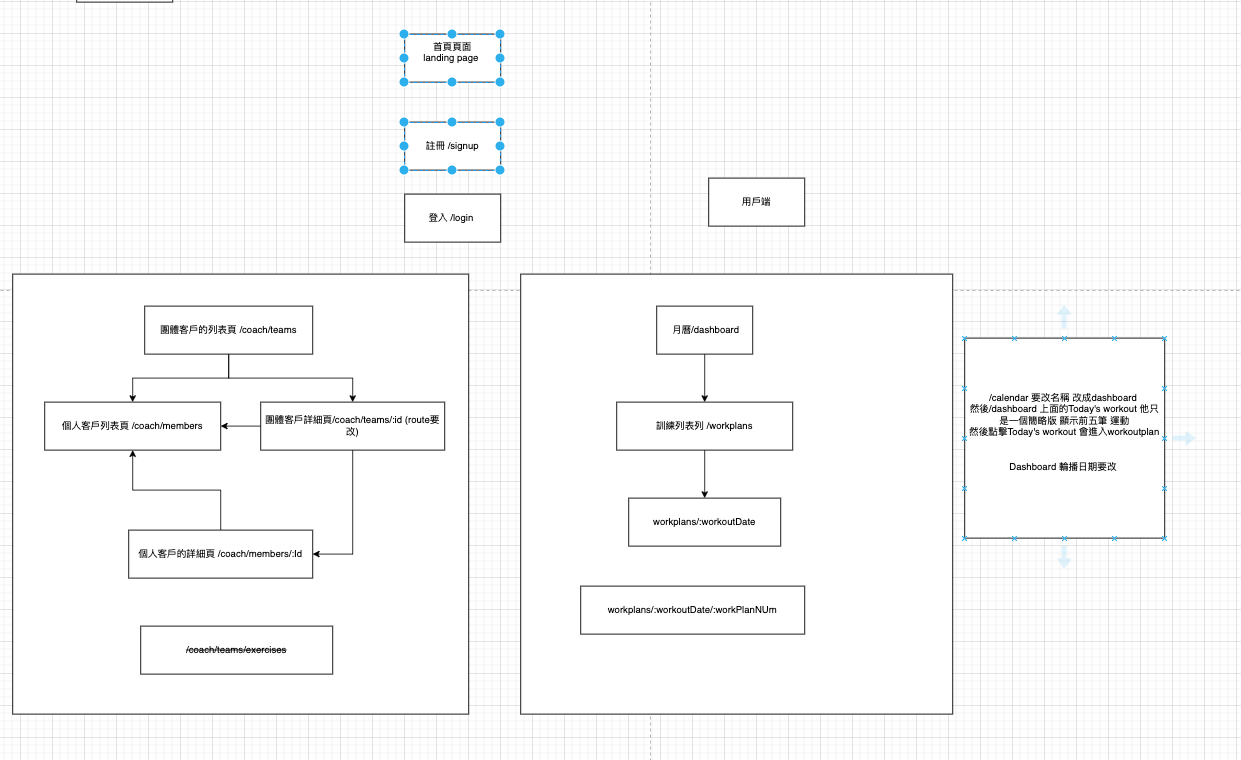 首頁頁面
landing page
註冊 /signup
登入 /login
用戶端
團體客戶的列表頁 /coach/teams
個人客戶列表頁 /coach/members
團體客戶詳細頁/coach/teams/:id (route要
改)
個人客戶的詳細頁 /coach/members/:Id
/coach/teams/exercises
月曆/dashboard
訓練列表列 /workplans
workplans/:workoutDate
workplans/:workoutDate/:workPlanNUm
/calendar 要改名稱 改成dashboard
然後/dashboard 上面的Today's workout 他只
是一個簡略版 顯示前五筆 運動
然後點擊Today's workout 會進入workoutplan
Dashboard 輪播日期要改